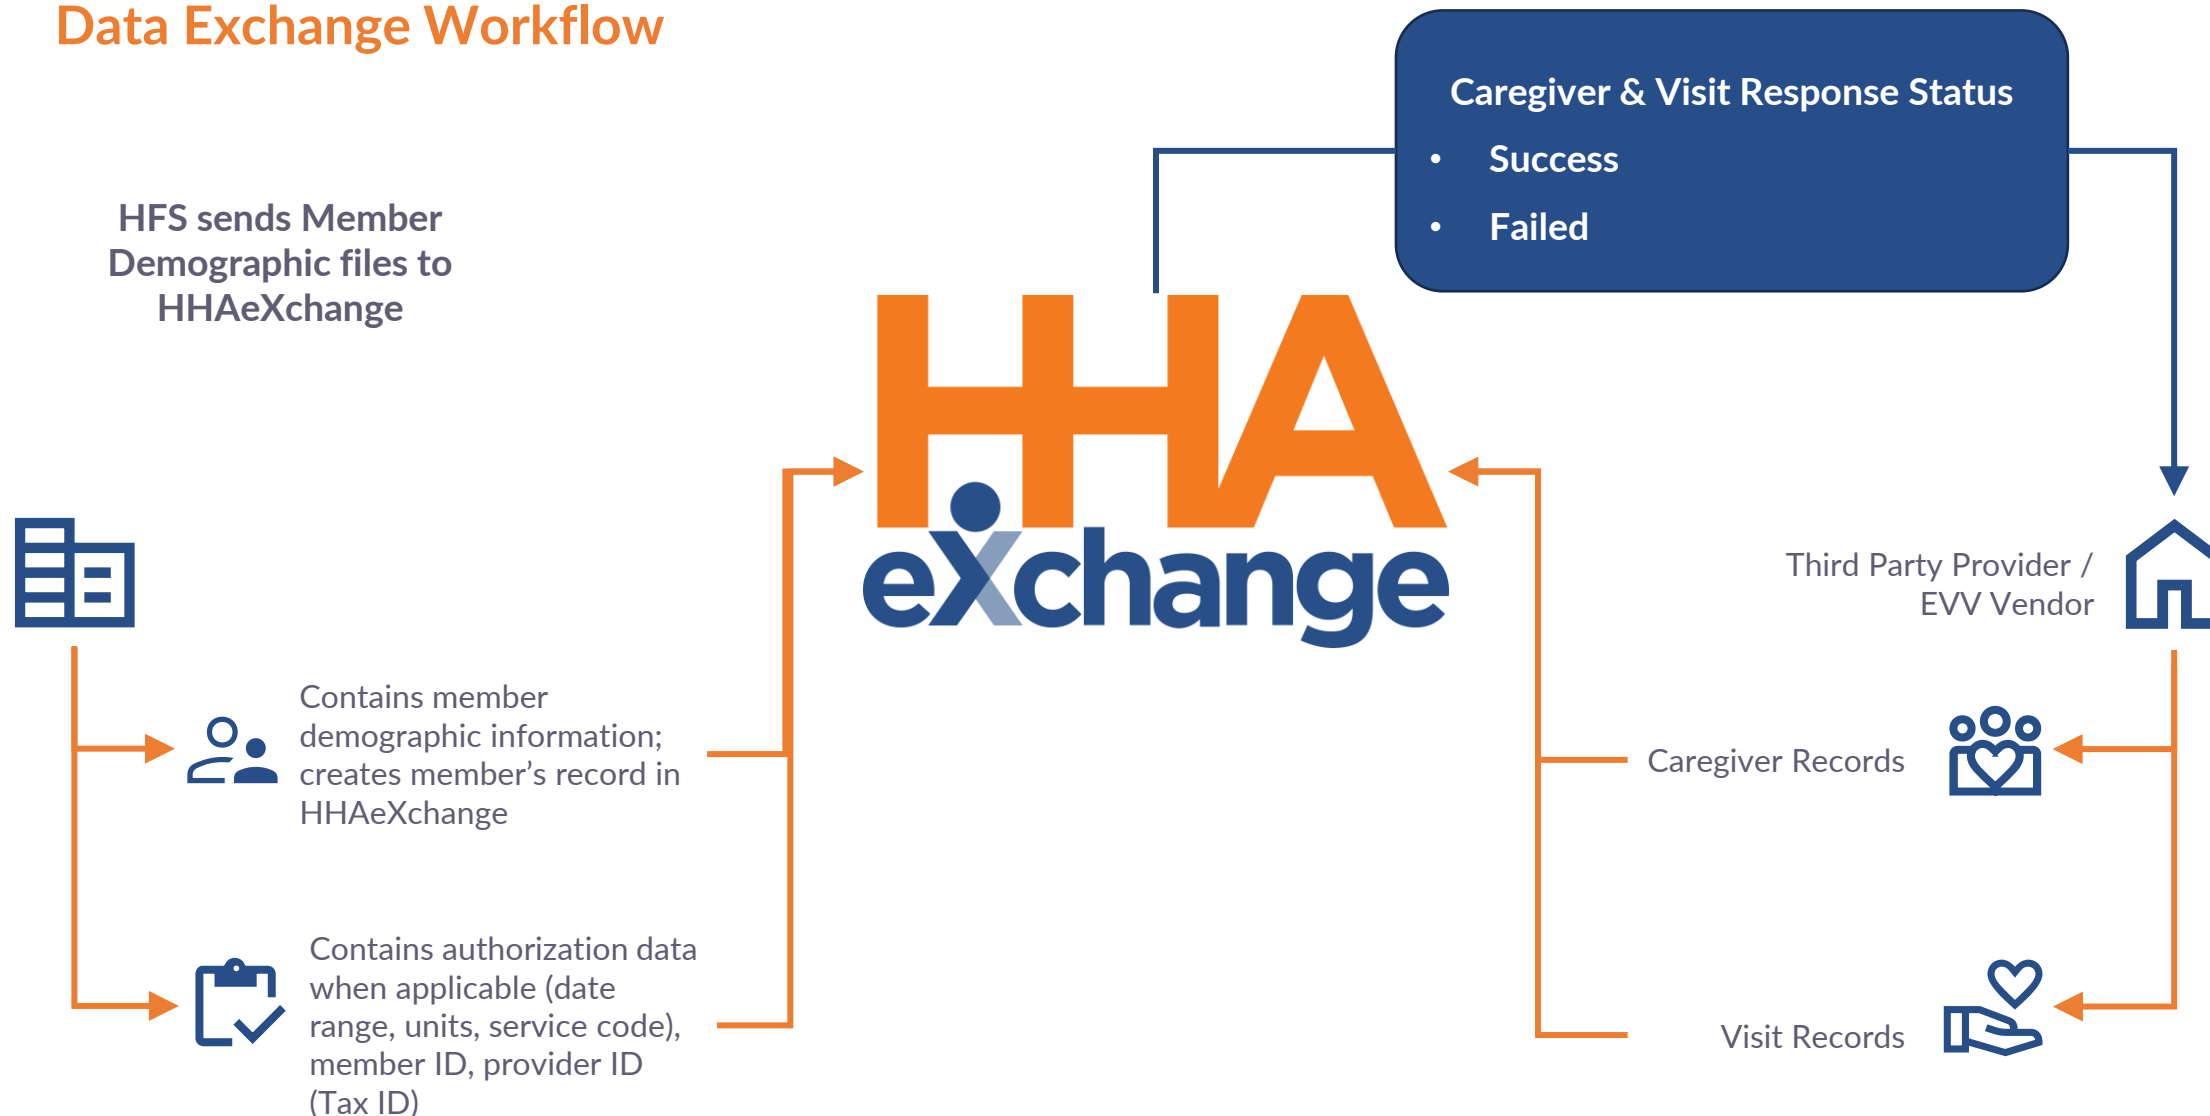 Data Exchange Workflow
Caregiver & Visit Response Status
• Success
• Failed
HFS sends Member
Demographic files to
HHAeXchange
HHA
eXchange
Third Party Provider /
EVV Vendor
Contains member
demographic information;
creates member’s record in
HHAeXchange
Caregiver Records
Contains authorization data
when applicable (date
range, units, service code),
member ID, provider ID
(Tax ID)
Visit Records